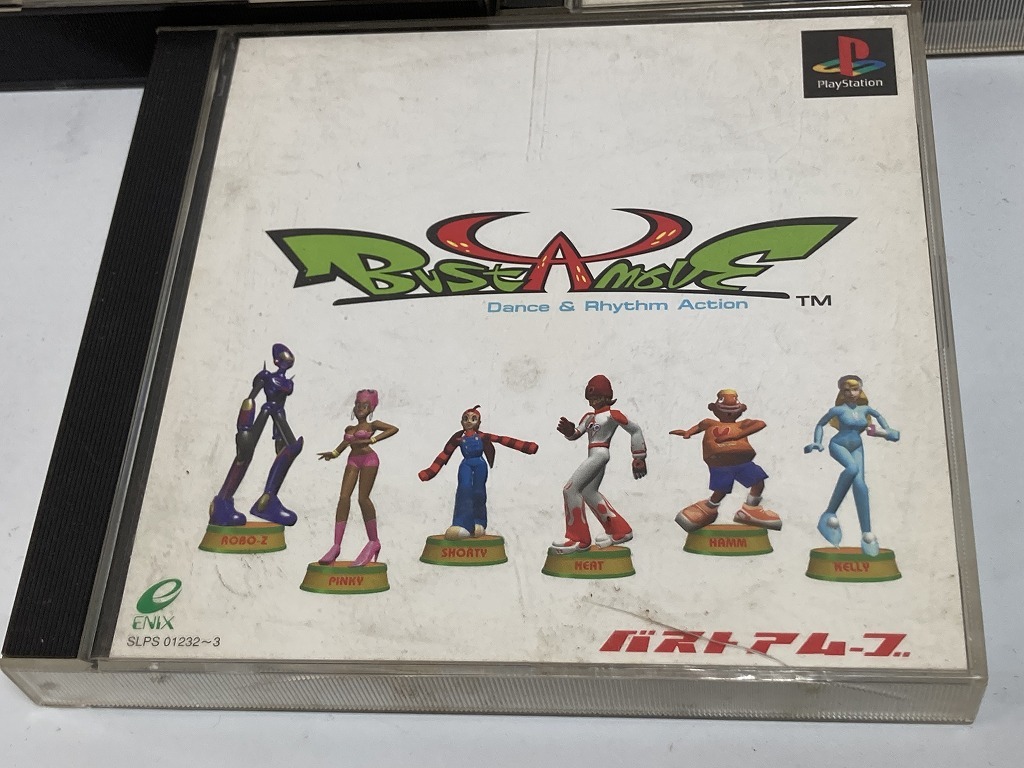 PlayStation
BUST A MOVE TM
Dance & Rhythm Action
ROBO-Z
PINKY
SHORTY
HEAT
HAMM
KELLY
ENIX
SLPS 01232~3
バストアムーブ